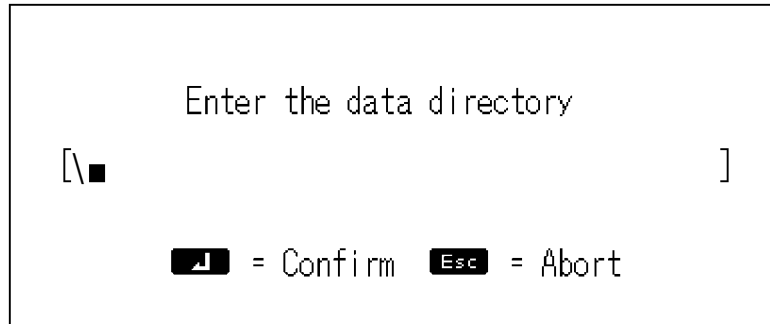 Enter the data directory
[\■ ]
↵ = Confirm Esc = Abort